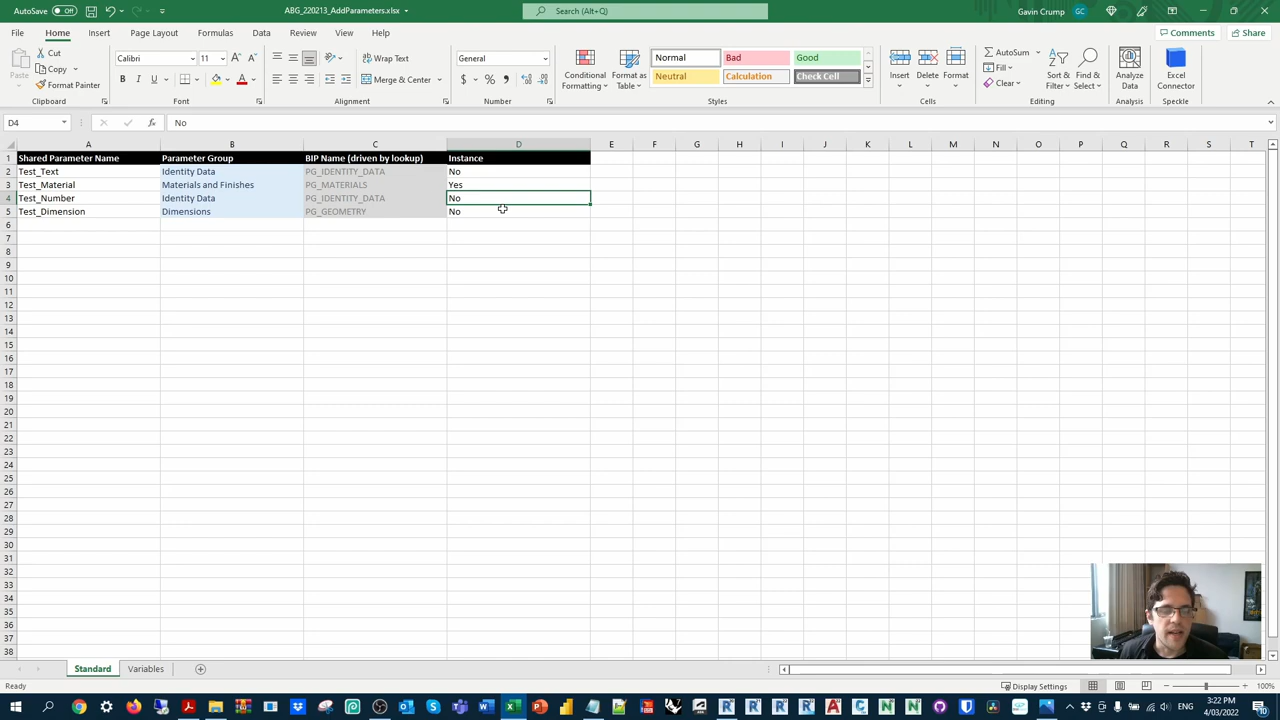 AutoSave Off ABG_220213_AddParameters.xlsx Search (Alt+Q) Gavin Crump GC
File Home Insert Page Layout Formulas Data Review View Help Comments Share
Paste Cut Copy Format Painter
Calibri 11
B I U A
Wrap Text
Merge & Center
General
$ % ,
Conditional Formatting Format as Table
Normal Bad Good
Neutral Calculation Check Cell
Insert Delete Format
AutoSum Fill Clear
Sort & Filter Find & Select
Analyze Data
Excel Connector
Clipboard Font Alignment Number Styles Cells Editing Analysis Speckle
D4 fx No
A B C D E F G H I J K L M N O P Q R S T
1 Shared Parameter Name Parameter Group BIP Name (driven by lookup) Instance
2 Test_Text Identity Data PG_IDENTITY_DATA No
3 Test_Material Materials and Finishes PG_MATERIALS Yes
4 Test_Number Identity Data PG_IDENTITY_DATA No
5 Test_Dimension Dimensions PG_GEOMETRY No
6
7
8
9
10
11
12
13
14
15
16
17
18
19
20
21
22
23
24
25
26
27
28
29
30
31
32
33
34
35
36
37
38
Standard Variables
Ready Display Settings 100%
3:22 PM
4/03/2022